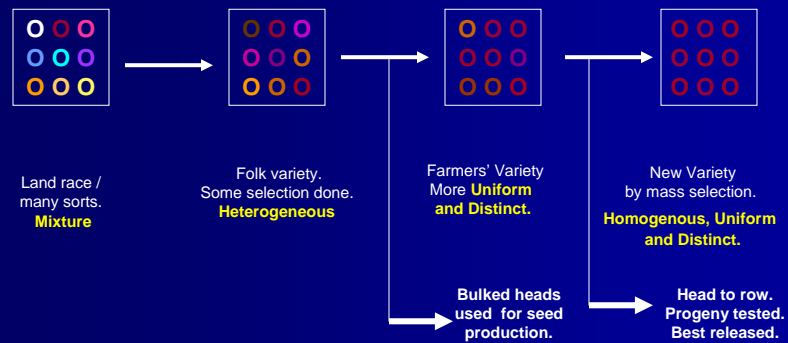 O O O
O O O
O O O
O O O
O O O
O O O
O O O
O O O
O O O
O O O
O O O
O O O
Land race /
many sorts.
Mixture
Folk variety.
Some selection done.
Heterogeneous
Farmers' Variety
More Uniform
and Distinct.
New Variety
by mass selection.
Homogenous, Uniform
and Distinct.
Bulked heads
used for seed
production.
Head to row.
Progeny tested.
Best released.